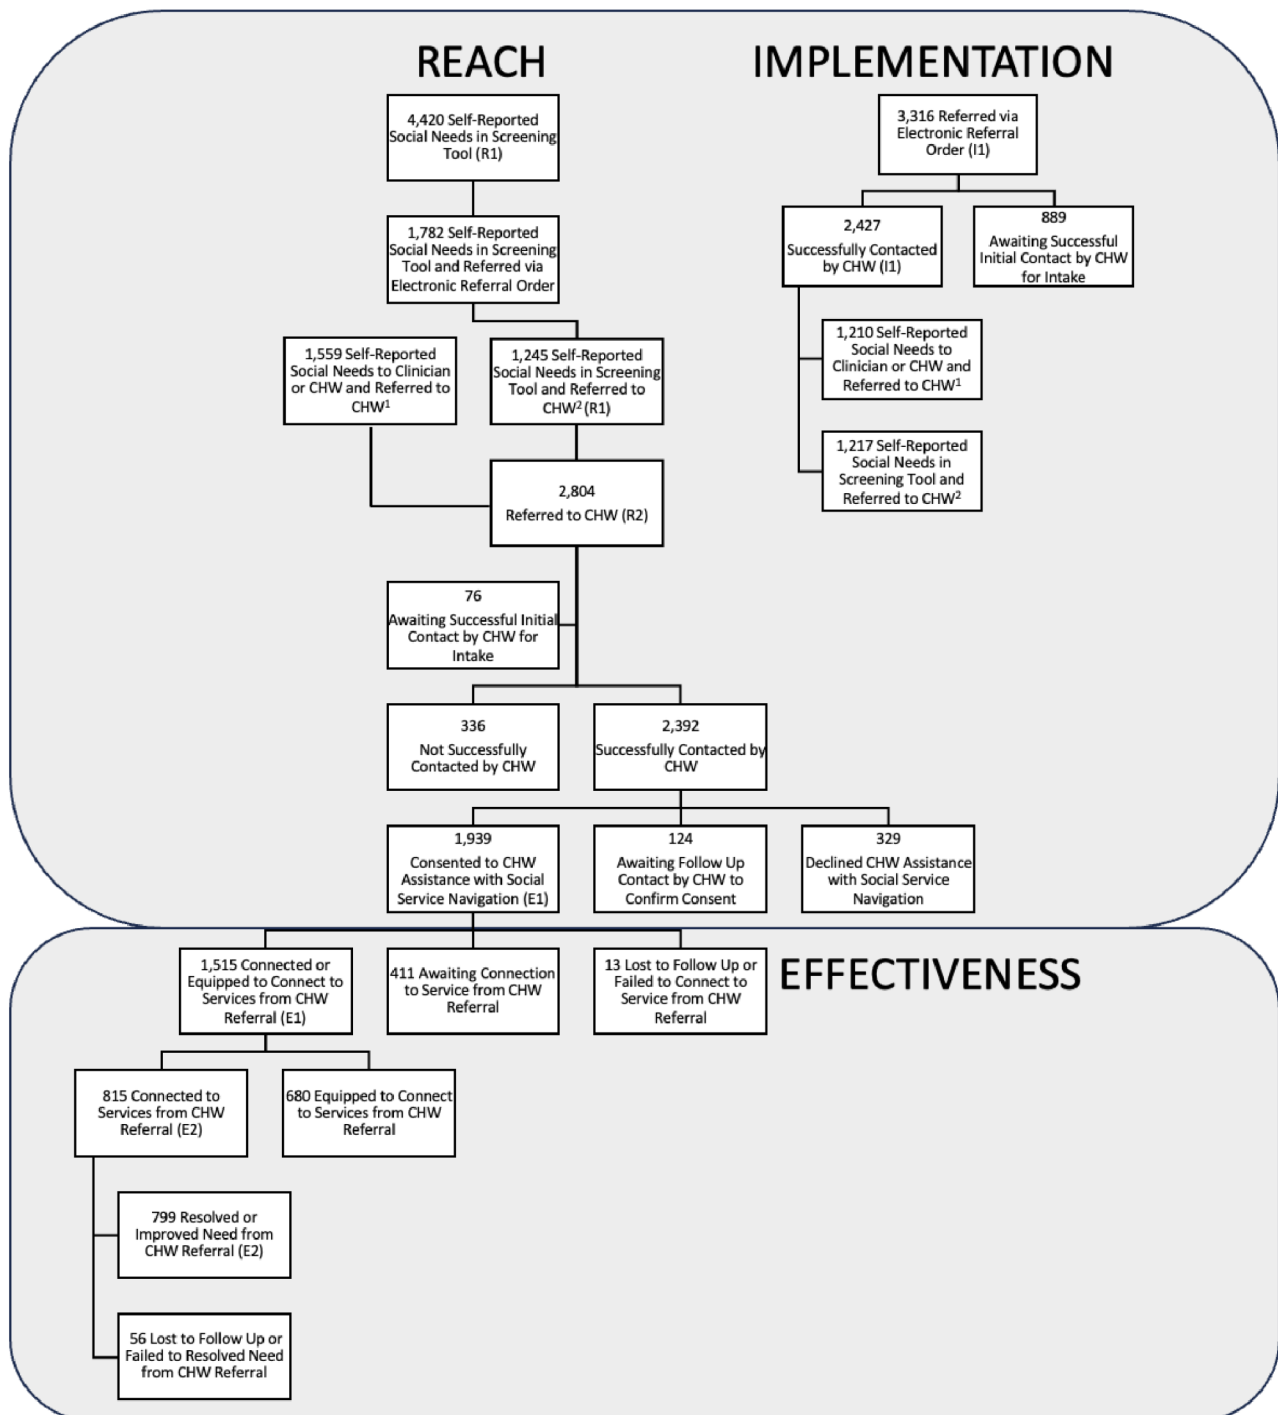 REACH
4,420 Self-Reported
Social Needs in Screening
Tool (R1)
1,782 Self-Reported
Social Needs in Screening
Tool and Referred via
Electronic Referral Order
1,559 Self-Reported
Social Needs to Clinician
or CHW and Referred to
CHW¹
1,245 Self-Reported
Social Needs in Screening
Tool and Referred to
CHW² (R1)
2,804
Referred to CHW (R2)
76
Awaiting Successful Initial
Contact by CHW for
Intake
336
Not Successfully
Contacted by CHW
2,392
Successfully Contacted by
CHW
1,939
Consented to CHW
Assistance with Social
Service Navigation (E1)
124
Awaiting Follow Up
Contact by CHW to
Confirm Consent
329
Declined CHW Assistance
with Social Service
Navigation
IMPLEMENTATION
3,316 Referred via
Electronic Referral
Order (I1)
2,427
Successfully Contacted
by CHW (I1)
889
Awaiting Successful
Initial Contact by CHW
for Intake
1,210 Self-Reported
Social Needs to
Clinician or CHW and
Referred to CHW¹
1,217 Self-Reported
Social Needs in
Screening Tool and
Referred to CHW²
EFFECTIVENESS
1,515 Connected or
Equipped to Connect to
Services from CHW
Referral (E1)
411 Awaiting Connection
to Service from CHW
Referral
13 Lost to Follow Up or
Failed to Connect to
Service from CHW
Referral
815 Connected to
Services from CHW
Referral (E2)
680 Equipped to Connect
to Services from CHW
Referral
799 Resolved or
Improved Need from
CHW Referral (E2)
56 Lost to Follow Up or
Failed to Resolved Need
from CHW Referral